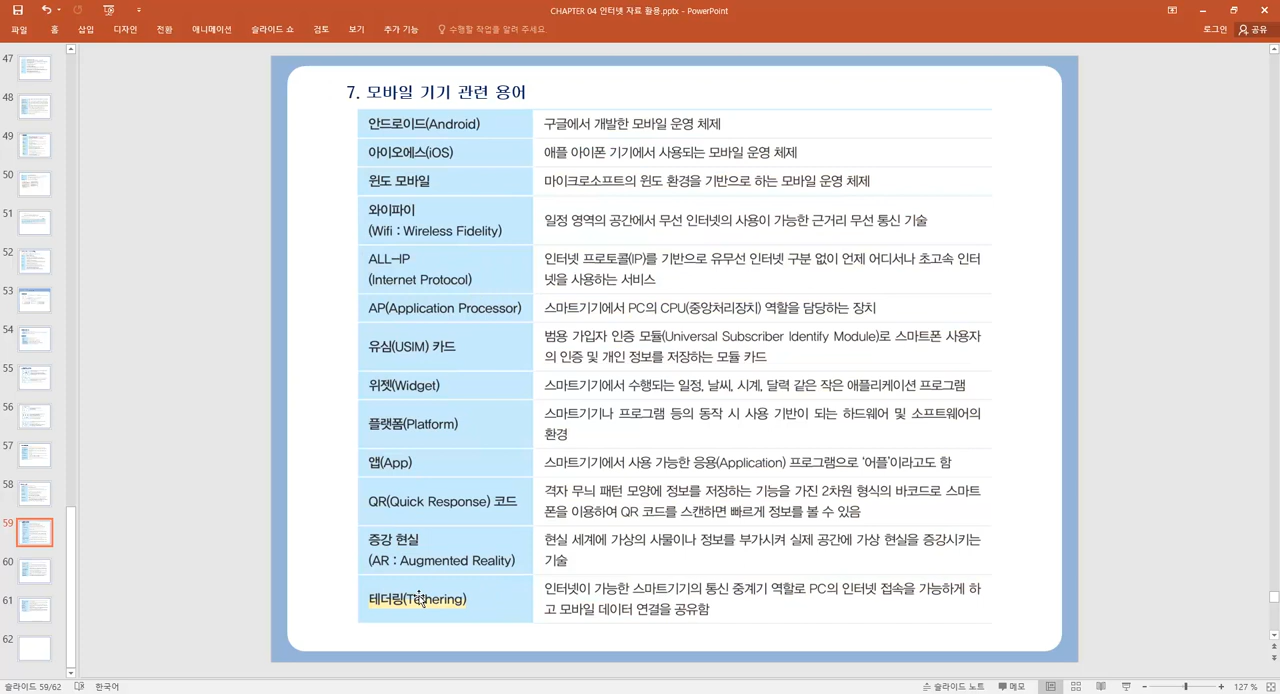 CHAPTER 04 인터넷 자료 활용.pptx - PowerPoint
파일 홈 삽입 디자인 전환 애니메이션 슬라이드 쇼 검토 보기 추가 기능 수행할 작업을 알려 주세요. 로그인 공유
47
48
49
50
51
52
53
54
55
56
57
58
59
60
61
62
7. 모바일 기기 관련 용어
안드로이드(Android) 구글에서 개발한 모바일 운영 체제
아이오에스(iOS) 애플 아이폰 기기에서 사용되는 모바일 운영 체제
윈도 모바일 마이크로소프트의 윈도 환경을 기반으로 하는 모바일 운영 체제
와이파이
(Wifi : Wireless Fidelity)
일정 영역의 공간에서 무선 인터넷의 사용이 가능한 근거리 무선 통신 기술
ALL-IP
(Internet Protocol)
인터넷 프로토콜(IP)를 기반으로 유무선 인터넷 구분 없이 언제 어디서나 초고속 인터
넷을 사용하는 서비스
AP(Application Processor) 스마트기기에서 PC의 CPU(중앙처리장치) 역할을 담당하는 장치
유심(USIM) 카드
범용 가입자 인증 모듈(Universal Subscriber Identify Module)로 스마트폰 사용자
의 인증 및 개인 정보를 저장하는 모듈 카드
위젯(Widget) 스마트기기에서 수행되는 일정, 날씨, 시계, 달력 같은 작은 애플리케이션 프로그램
플랫폼(Platform)
스마트기기나 프로그램 등의 동작 시 사용 기반이 되는 하드웨어 및 소프트웨어의
환경
앱(App) 스마트기기에서 사용 가능한 응용(Application) 프로그램으로 '어플'이라고도 함
QR(Quick Response) 코드
격자 무늬 패턴 모양에 정보를 저장하는 기능을 가진 2차원 형식의 바코드로 스마트
폰을 이용하여 QR 코드를 스캔하면 빠르게 정보를 볼 수 있음
증강 현실
(AR : Augmented Reality)
현실 세계에 가상의 사물이나 정보를 부가시켜 실제 공간에 가상 현실을 증강시키는
기술
테더링(Tethering)
인터넷이 가능한 스마트기기의 통신 중계기 역할로 PC의 인터넷 접속을 가능하게 하
고 모바일 데이터 연결을 공유함
슬라이드 59/62 한국어 슬라이드 노트 메모 127 %